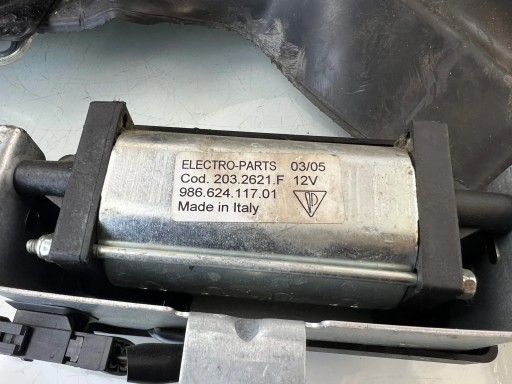 ELECTRO-PARTS 03/05
Cod. 203.2621.F 12V
986.624.117.01
Made in Italy